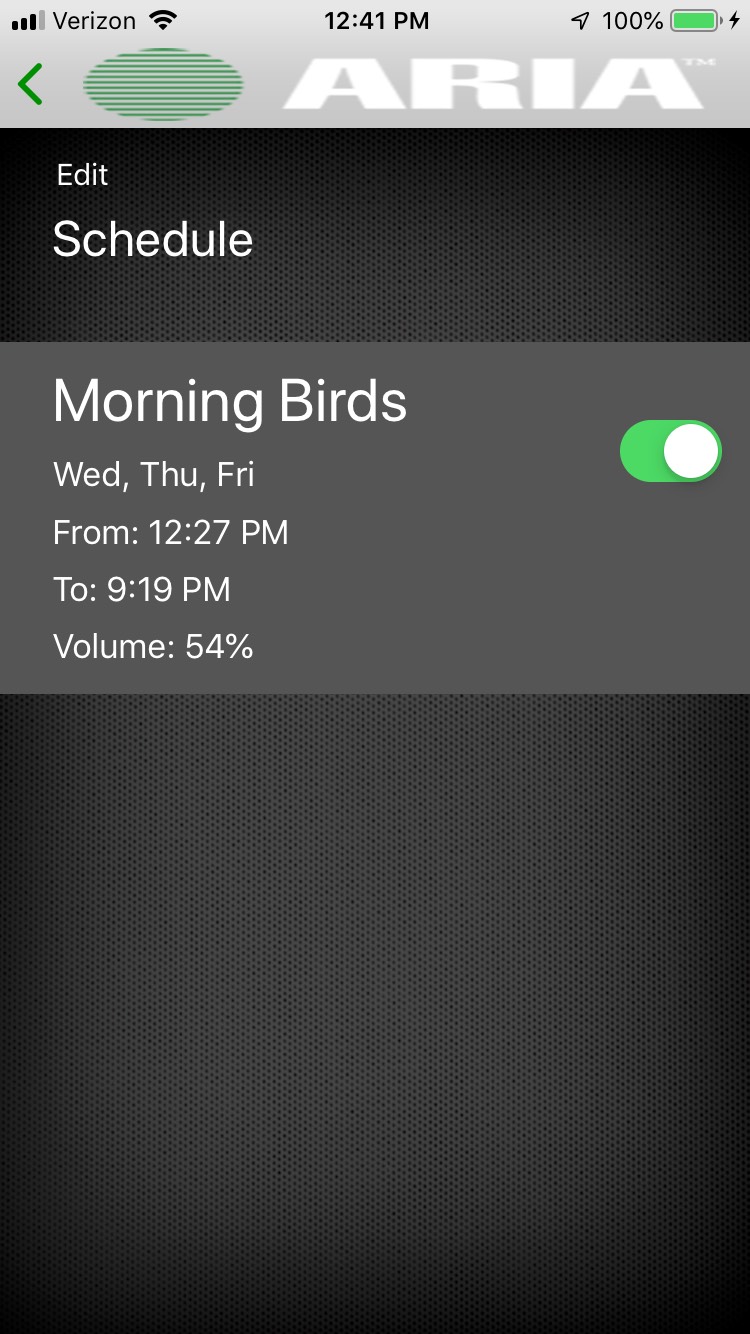 Verizon 12:41 PM 100%
ARIA™
Edit
Schedule
Morning Birds
Wed, Thu, Fri
From: 12:27 PM
To: 9:19 PM
Volume: 54%